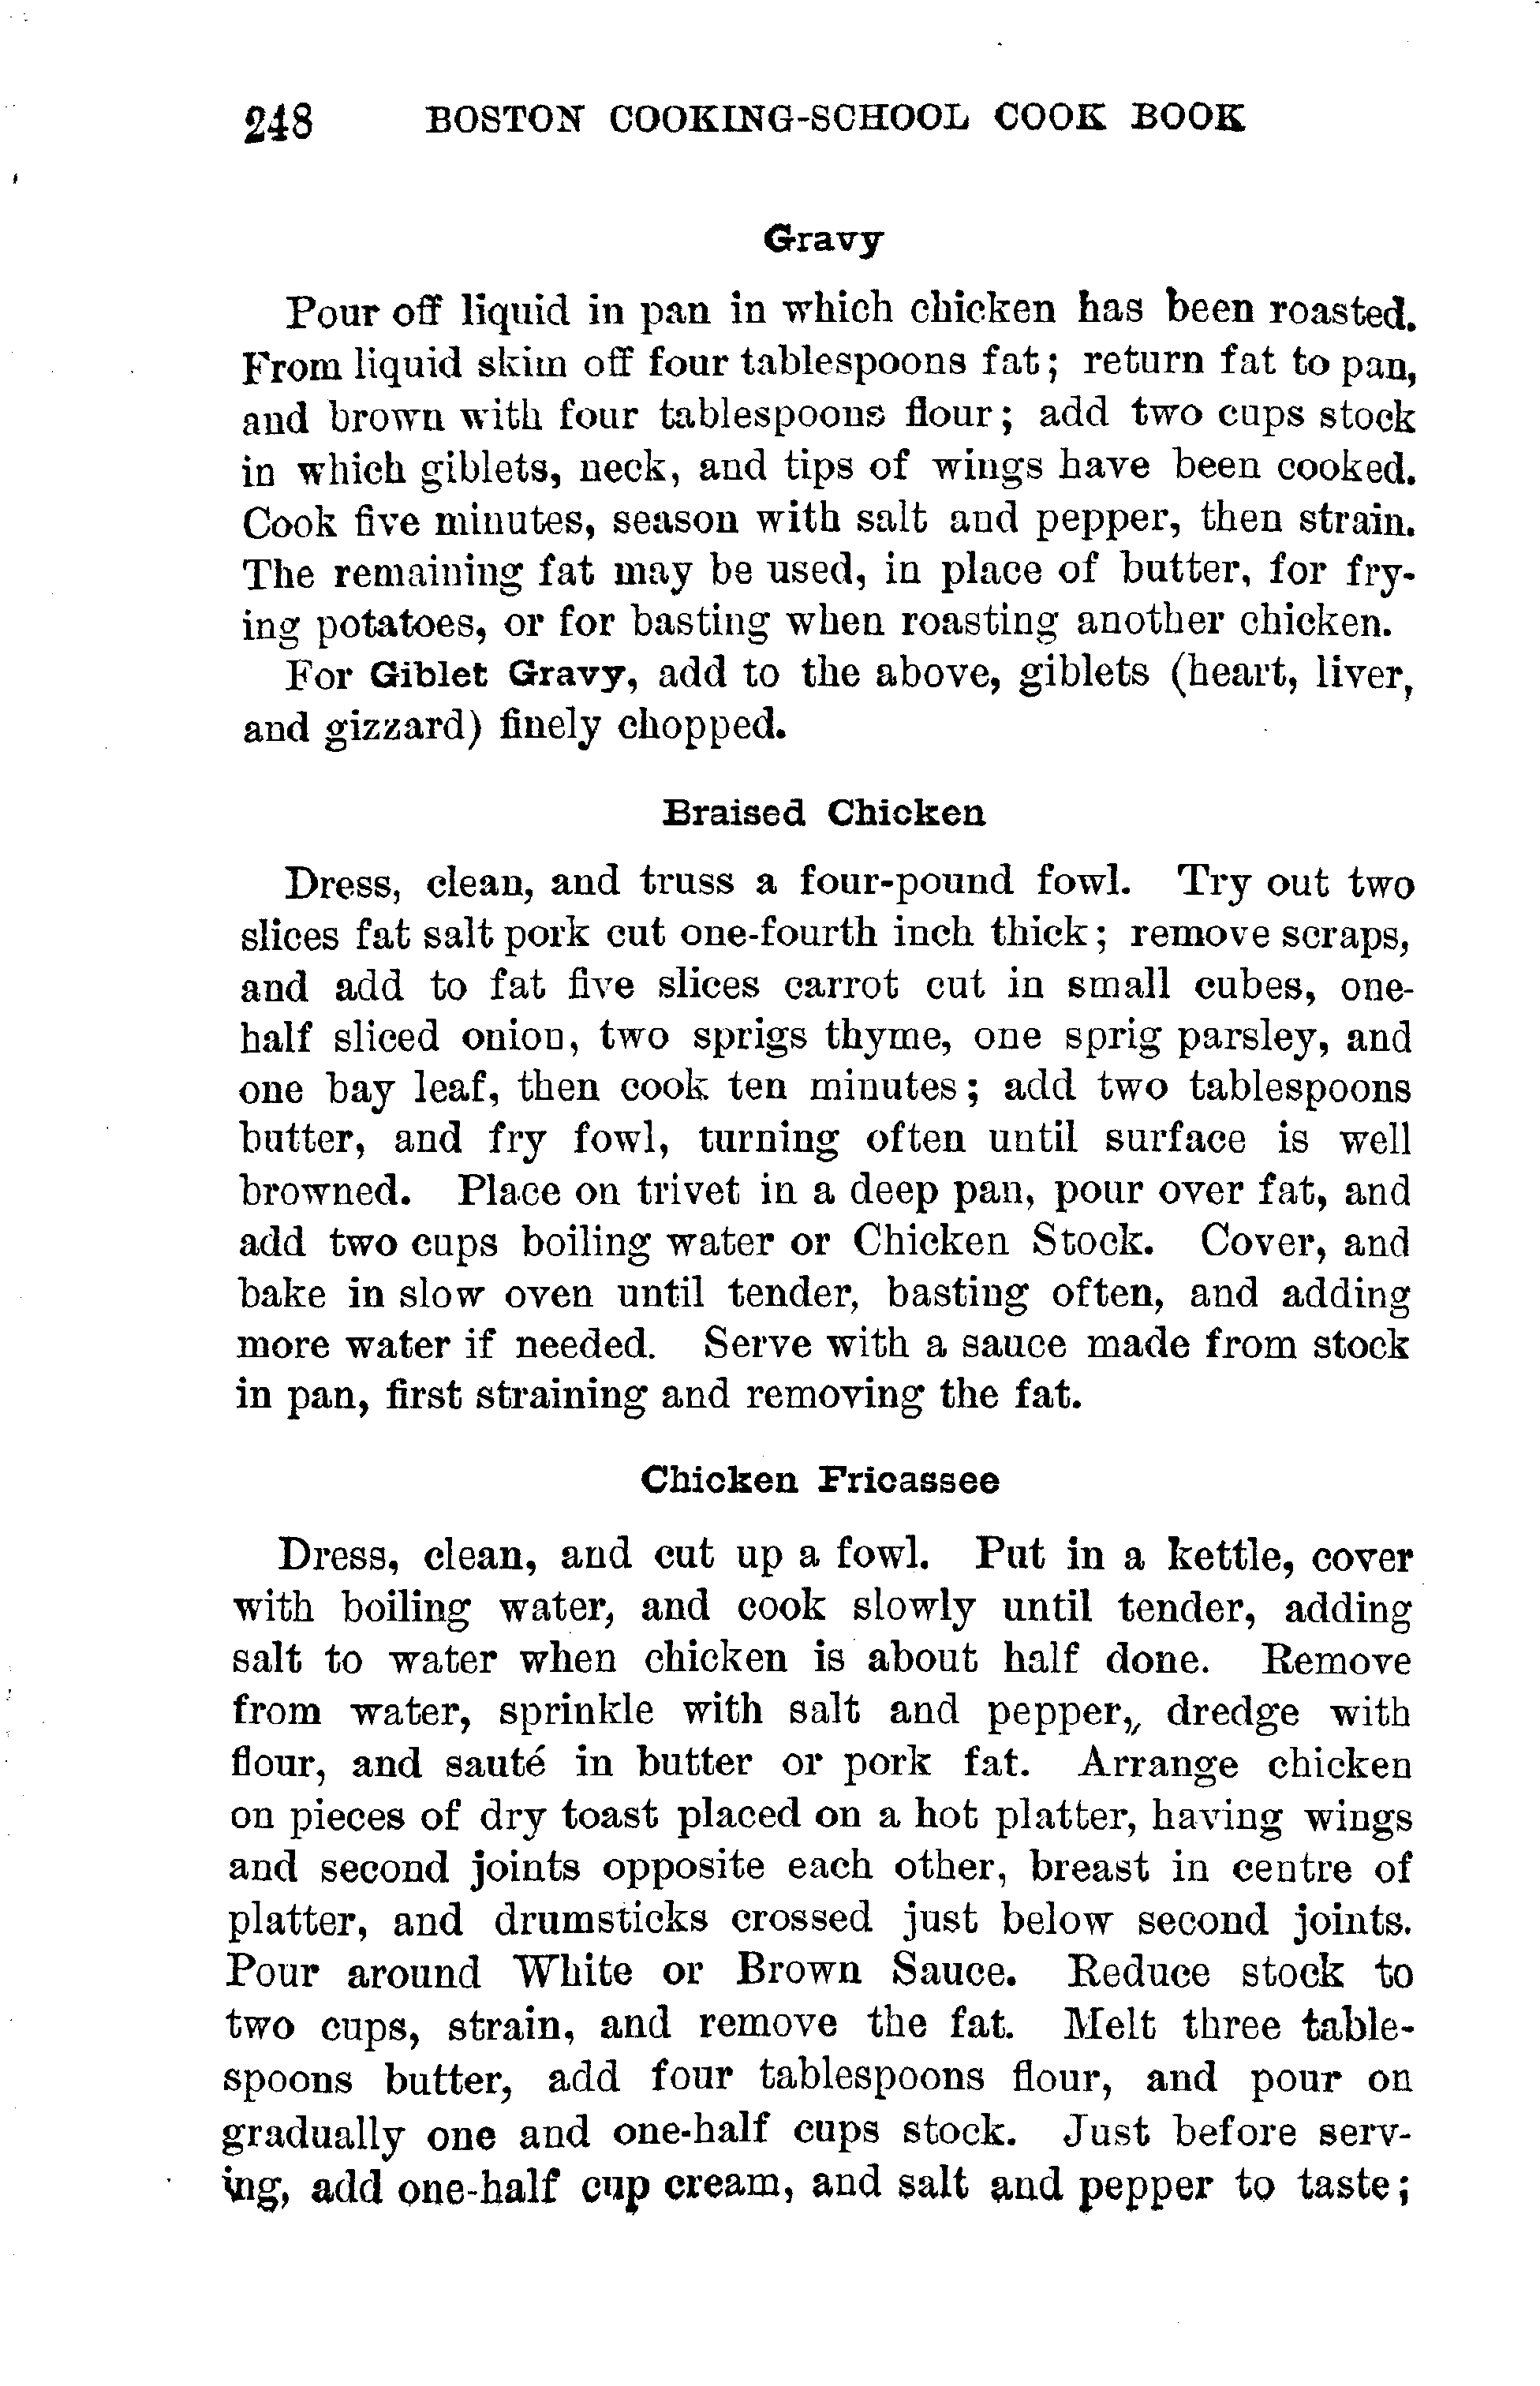 248 BOSTON COOKING-SCHOOL COOK BOOK
Gravy
Pour off liquid in pan in which chicken has been roasted.
From liquid skim off four tablespoons fat; return fat to pan,
and brown with four tablespoons flour; add two cups stock
in which giblets, neck, and tips of wings have been cooked.
Cook five minutes, season with salt and pepper, then strain.
The remaining fat may be used, in place of butter, for fry-
ing potatoes, or for basting when roasting another chicken.
For Giblet Gravy, add to the above, giblets (heart, liver,
and gizzard) finely chopped.
Braised Chicken
Dress, clean, and truss a four-pound fowl. Try out two
slices fat salt pork cut one-fourth inch thick; remove scraps,
and add to fat five slices carrot cut in small cubes, one-
half sliced onion, two sprigs thyme, one sprig parsley, and
one bay leaf, then cook ten minutes; add two tablespoons
butter, and fry fowl, turning often until surface is well
browned. Place on trivet in a deep pan, pour over fat, and
add two cups boiling water or Chicken Stock. Cover, and
bake in slow oven until tender, basting often, and adding
more water if needed. Serve with a sauce made from stock
in pan, first straining and removing the fat.
Chicken Fricassee
Dress, clean, and cut up a fowl. Put in a kettle, cover
with boiling water, and cook slowly until tender, adding
salt to water when chicken is about half done. Remove
from water, sprinkle with salt and pepper, dredge with
flour, and sauté in butter or pork fat. Arrange chicken
on pieces of dry toast placed on a hot platter, having wings
and second joints opposite each other, breast in centre of
platter, and drumsticks crossed just below second joints.
Pour around White or Brown Sauce. Reduce stock to
two cups, strain, and remove the fat. Melt three table-
spoons butter, add four tablespoons flour, and pour on
gradually one and one-half cups stock. Just before serv-
ing, add one-half cup cream, and salt and pepper to taste;